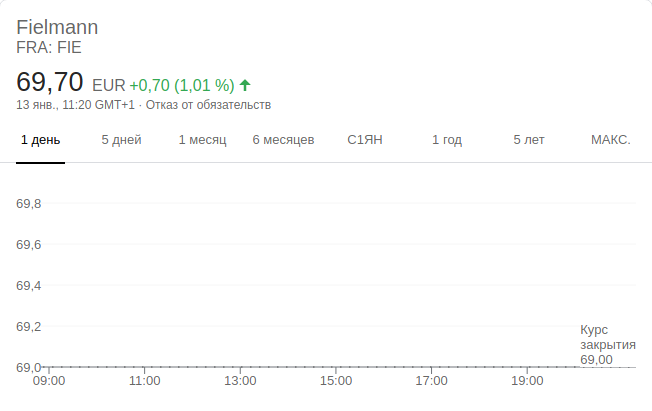 Fielmann
FRA: FIE
69,70 EUR +0,70 (1,01 %)
13 янв., 11:20 GMT+1 · Отказ от обязательств
1 день 5 дней 1 месяц 6 месяцев С1ЯН 1 год 5 лет МАКС.
69,8
69,6
69,4
69,2
Курс
закрытия
69,00
69,0
09:00 11:00 13:00 15:00 17:00 19:00